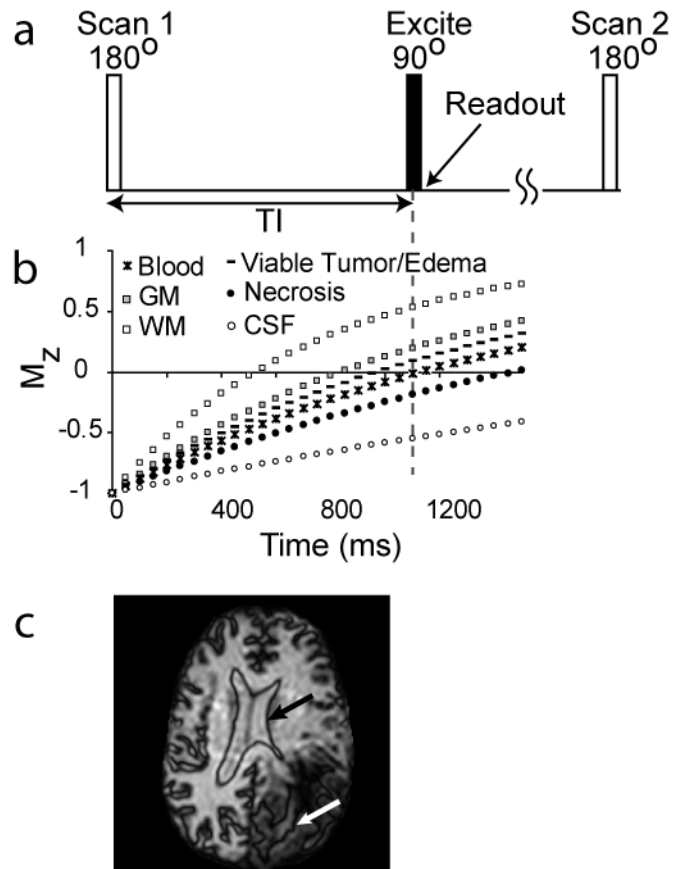 a
Scan 1 Excite Scan 2
180° 90° 180°
Readout
TI
b
1
0.5
0
-0.5
-1
Mz
Blood Viable Tumor/Edema
GM Necrosis
WM CSF
0 400 800 1200
Time (ms)
c